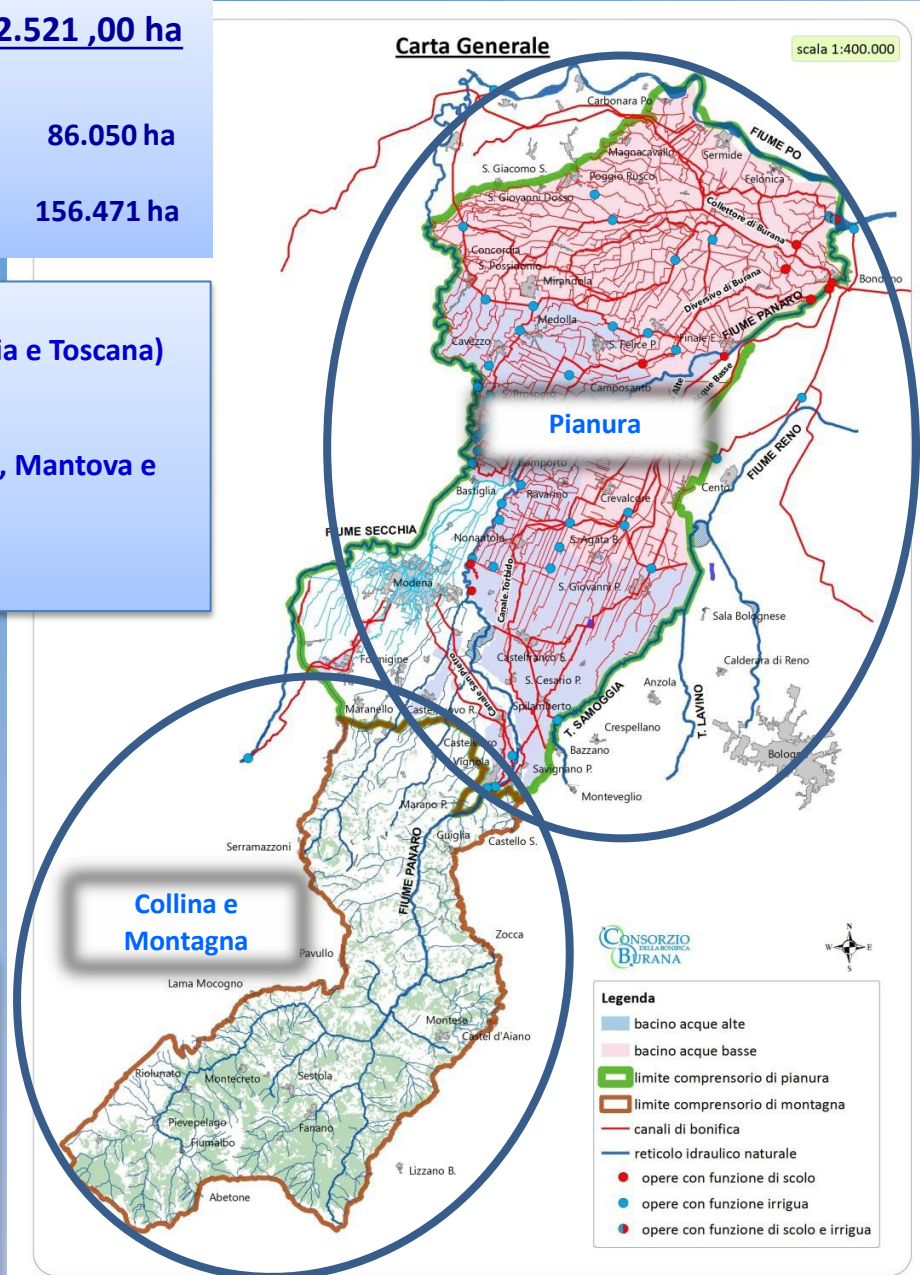 2.521 ,00 ha
86.050 ha
156.471 ha
ia e Toscana)
, Mantova e
Carta Generale
scala 1:400.000
Carbonara Po
FIUME PO
Magnacavallo
Sermide
S. Giacomo S.
Poggio Rusco
Felonica
S. Giovanni Dosso
Collettore di Burana
Concordia
S. Possidonio
Mirandola
Bondeno
Diversivo di Burana
Medolla
FIUME PANARO
Cavezzo
S. Felice P.
Finale E.
Camposanto
Alte
Acque Basse
S. Prospero
Pianura
FIUME RENO
Bomporto
Cento
Bastiglia
Ravarino
Crevalcore
FIUME SECCHIA
Nonantola
S. Agata B.
Modena
Canale Torbido
S. Giovanni P.
Sala Bolognese
Calderara di Reno
Formigine
Castelfranco
S. Cesario P.
Anzola
Canale San Pietro
Maranello
Castelnuovo R.
Spilamberto
T. SAMOGGIA
Crespellano
T. LAVINO
Bologna
Castelvetro
Bazzano
Vignola
Savignano P.
Monteveglio
Marano P.
Guiglia
Castello S.
Serramazzoni
FIUME PANARO
Collina e
Montagna
Zocca
Pavullo
Lama Mocogno
Montese
Castel d'Aiano
Riolunato
Montecreto
Sestola
Pievepelago
Fanano
Fiumalbo
Lizzano B.
Abetone
CONSORZIO
DELLA BONIFICA
BURANA
N
W
E
S
Legenda
bacino acque alte
bacino acque basse
limite comprensorio di pianura
limite comprensorio di montagna
canali di bonifica
reticolo idraulico naturale
opere con funzione di scolo
opere con funzione irrigua
opere con funzione di scolo e irrigua